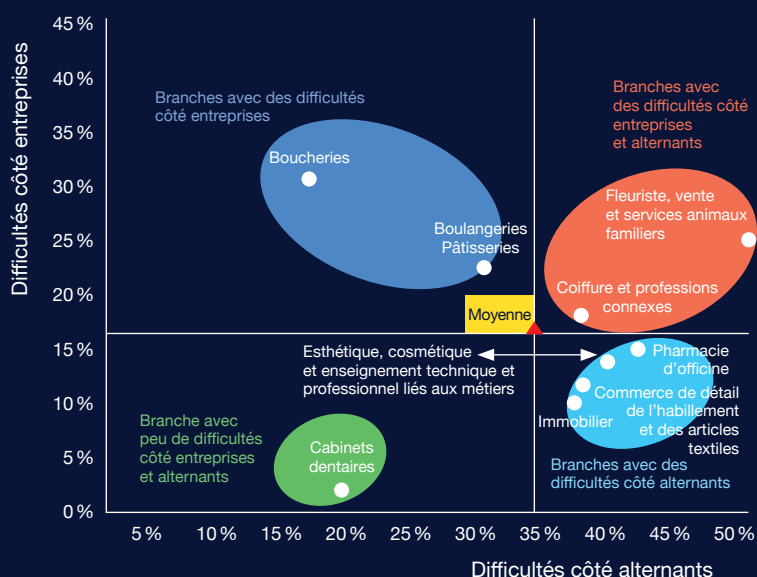 Difficultés côté entreprises
45 %
40 %
35 %
30 %
25 %
20 %
15 %
10 %
5 %
0 %
Branches avec des difficultés
côté entreprises
Boucheries
Boulangeries
Pâtisseries
Branches avec
des difficultés côté
entreprises
et alternants
Fleuriste, vente
et services animaux
familiers
Coiffure et professions
connexes
Moyenne
Esthétique, cosmétique
et enseignement technique et
professionnel liés aux métiers
Pharmacie
d’officine
Commerce de détail
de l’habillement
et des articles
textiles
Immobilier
Branches avec des
difficultés côté alternants
Branche avec
peu de difficultés
côté entreprises
et alternants
Cabinets
dentaires
5 % 10 % 15 % 20 % 25 % 30 % 35 % 40 % 45 % 50 %
Difficultés côté alternants